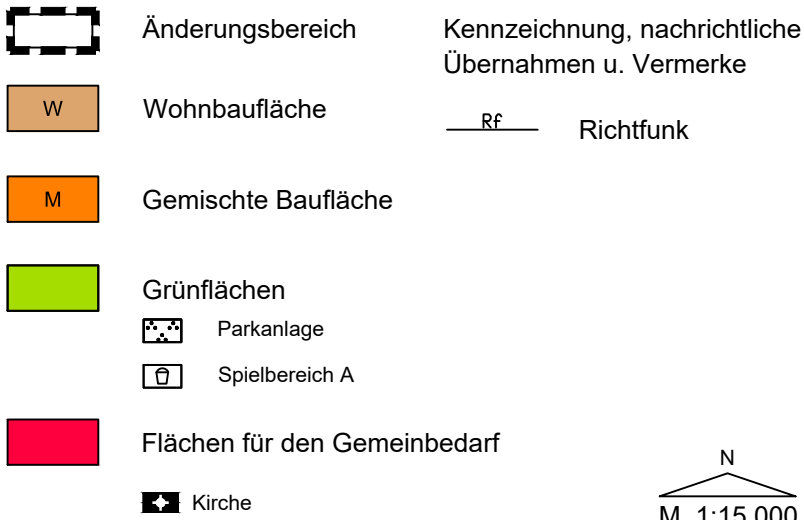 Änderungsbereich
W
Wohnbaufläche
M
Gemischte Baufläche
Grünflächen
Parkanlage
Spielbereich A
Flächen für den Gemeinbedarf
Kirche
Kennzeichnung, nachrichtliche
Übernahmen u. Vermerke
Rf
Richtfunk
N
M 1:15.000